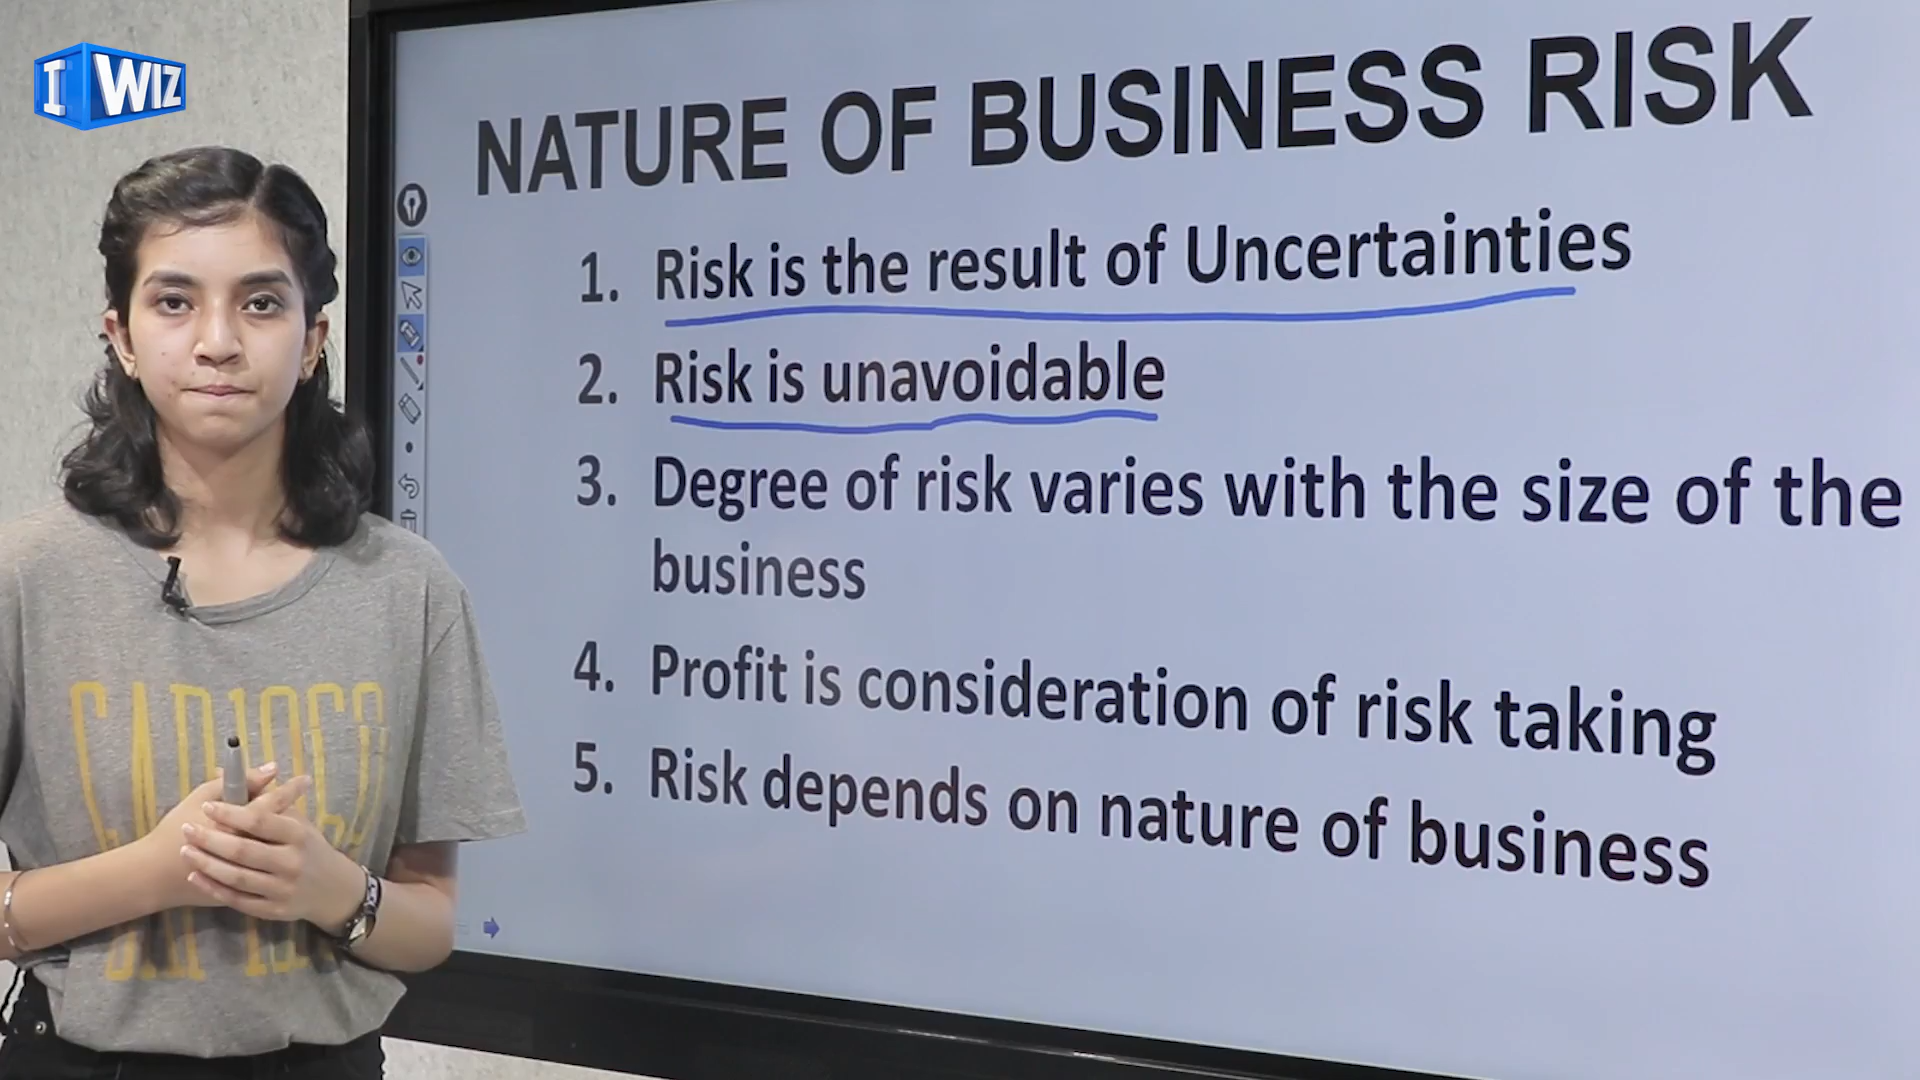 I WIZ
NATURE OF BUSINESS RISK
1. Risk is the result of Uncertainties
2. Risk is unavoidable
3. Degree of risk varies with the size of the
business
4. Profit is consideration of risk taking
5. Risk depends on nature of business